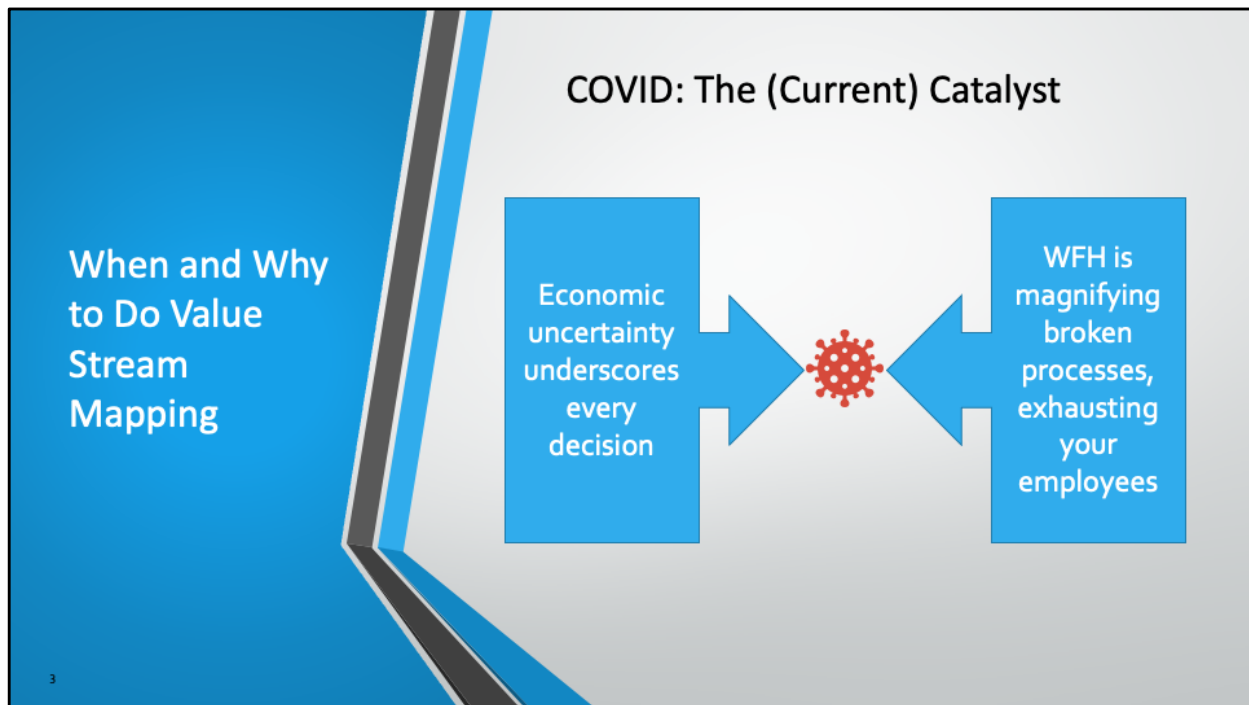 COVID: The (Current) Catalyst
When and Why
to Do Value
Stream
Mapping
Economic
uncertainty
underscores
every
decision
WFH is
magnifying
broken
processes,
exhausting
your
employees
3